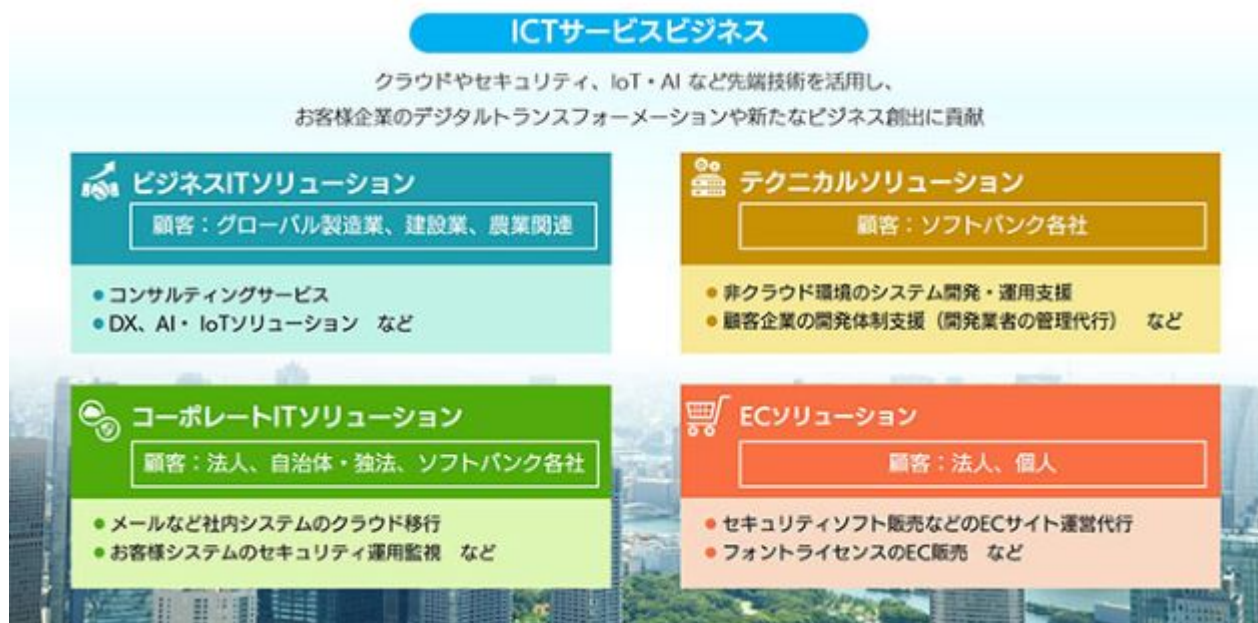 ICTサービスビジネス
クラウドやセキュリティ、IoT・AI など先端技術を活用し、
お客様企業のデジタルトランスフォーメーションや新たなビジネス創出に貢献
ビジネスITソリューション
顧客：グローバル製造業、建設業、農業関連
●コンサルティングサービス
●DX、AI・ IoTソリューション など
テクニカルソリューション
顧客：ソフトバンク各社
●非クラウド環境のシステム開発・運用支援
●顧客企業の開発体制支援（開発業者の管理代行） など
コーポレートITソリューション
顧客：法人、自治体・独法、ソフトバンク各社
●メールなど社内システムのクラウド移行
●お客様システムのセキュリティ運用監視 など
ECソリューション
顧客：法人、個人
●セキュリティソフト販売などのECサイト運営代行
●フォントライセンスのEC販売 など